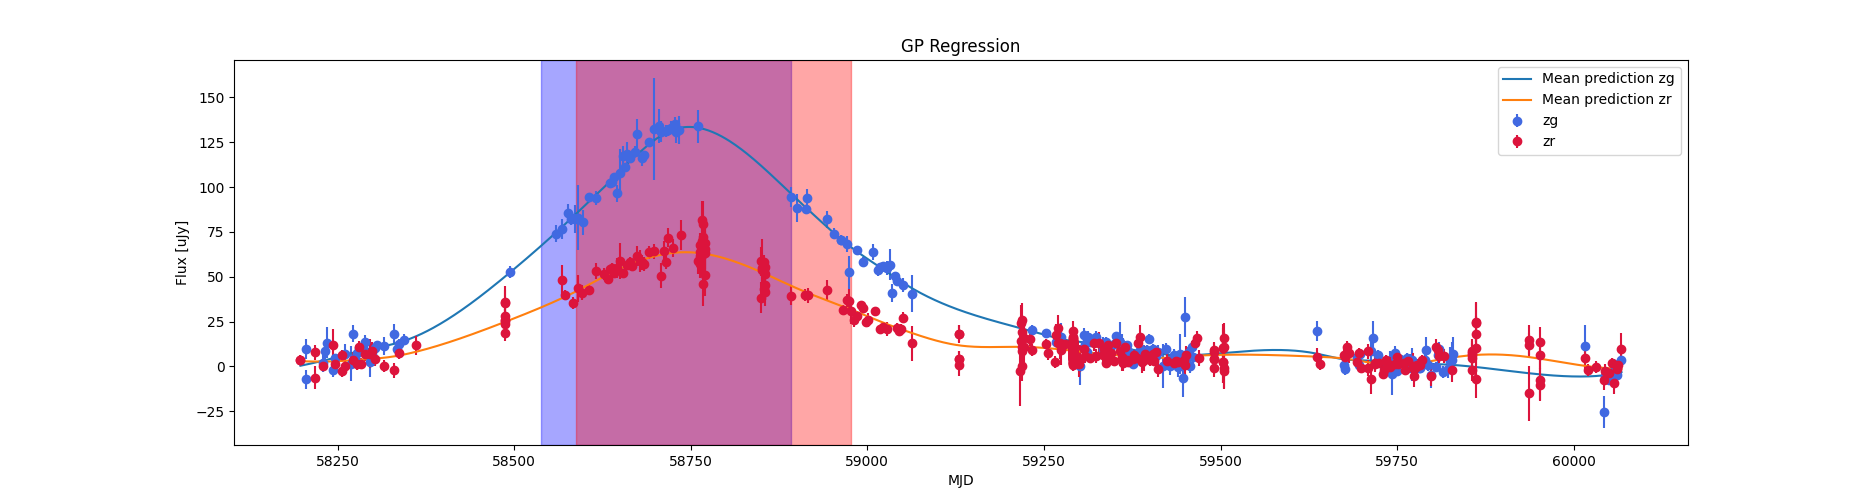 GP Regression
Mean prediction zg
Mean prediction zr
zg
zr
Flux [uJy]
150
125
100
75
50
25
0
−25
58250 58500 58750 59000 59250 59500 59750 60000
MJD